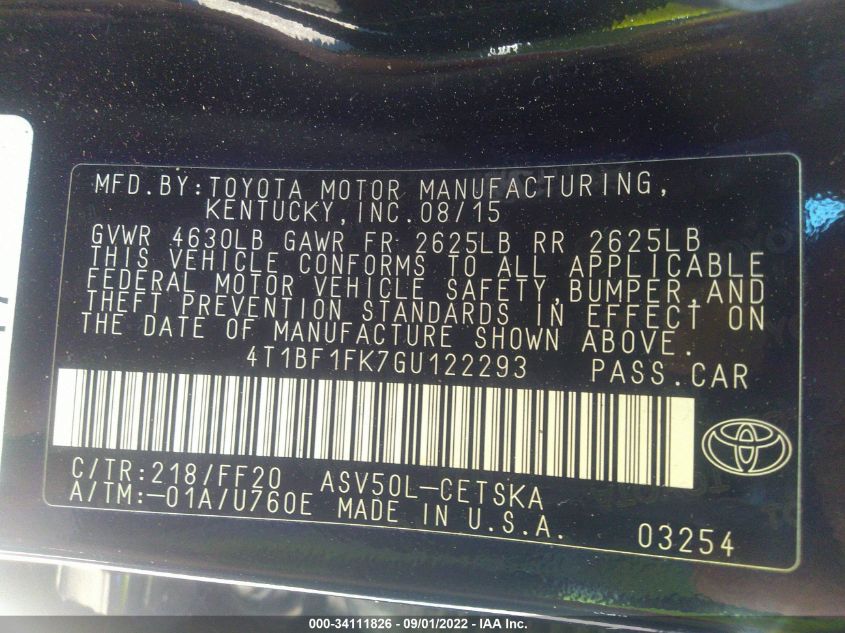 MFD.BY:TOYOTA MOTOR MANUFACTURING,
KENTUCKY,INC.08/15
GVWR 4630LB GAWR FR 2625LB RR 2625LB
THIS VEHICLE CONFORMS TO ALL APPLICABLE
FEDERAL MOTOR VEHICLE SAFETY,BUMPER,AND
THEFT PREVENTION STANDARDS IN EFFECT ON
THE DATE OF MANUFACTURE SHOWN ABOVE.
4T1BF1FK7GU122293 PASS.CAR
C/TR:218/FF20 ASV50L-CETSKA
A/TM:-01A/U760E MADE IN U.S.A. 03254
000-34111826 - 09/01/2022 - IAA Inc.